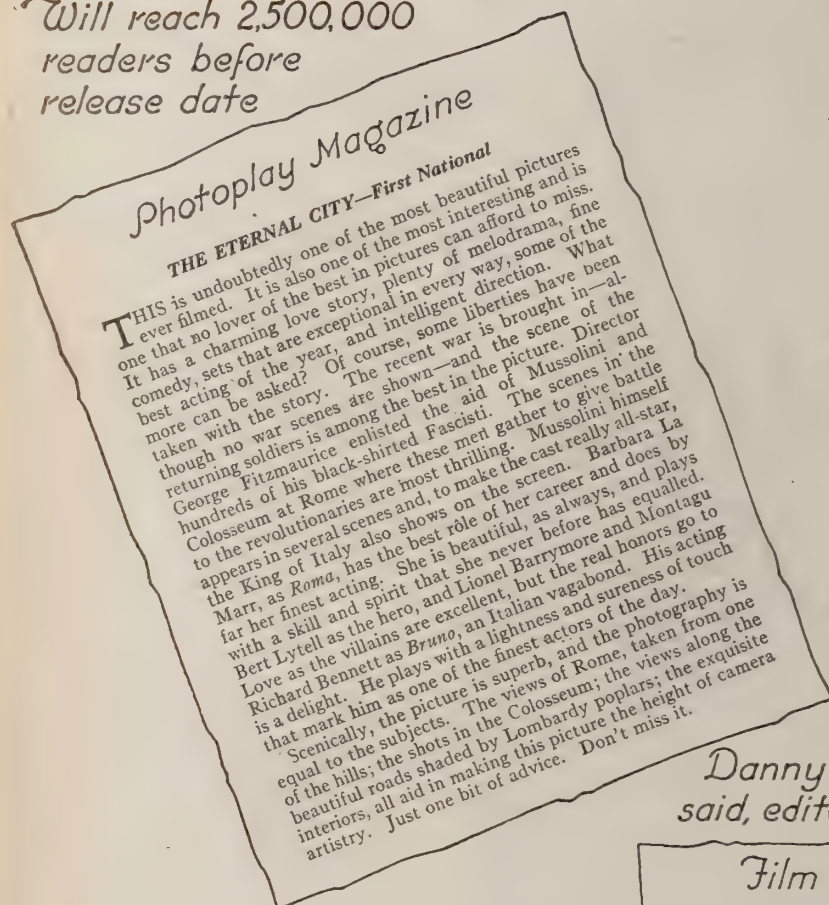 Will reach 2,500,000
readers before
release date
Photoplay Magazine
THE ETERNAL CITY—First National
THIS is undoubtedly one of the most beautiful pictures
ever filmed. It is also one of the most interesting and is
one that no lover of the best in pictures can afford to miss.
It has a charming love story, plenty of melodrama, fine
comedy, sets that are exceptional in every way, some of the
best acting of the year, and intelligent direction. What
more can be asked? Of course, some liberties have been
taken with the story. The recent war is brought in—al-
though no war scenes are shown—and the scene of the
returning soldiers is among the best in the picture. Director
George Fitzmaurice enlisted the aid of Mussolini and
hundreds of his black-shirted Fascisti. The scenes in the
Colosseum at Rome where these men gather to give battle
to the revolutionaries are most thrilling. Mussolini himself
appears in several scenes and, to make the cast really all-star,
the King of Italy also shows on the screen. Barbara La
Marr, as Roma, has the best rôle of her career and does by
far her finest acting. She is beautiful, as always, and plays
with a skill and spirit that she never before has equalled.
Bert Lytell as the hero, and Lionel Barrymore and Montagu
Love as the villains are excellent, but the real honors go to
Richard Bennett as Bruno, an Italian vagabond. His acting
is a delight. He plays with a lightness and sureness of touch
that mark him as one of the finest actors of the day.
Scenically, the picture is superb, and the photography is
equal to the subjects. The views of Rome, taken from one
of the hills; the shots in the Colosseum; the views along the
beautiful roads shaded by Lombardy poplars; the exquisite
interiors, all aid in making this picture the height of camera
artistry. Just one bit of advice. Don't miss it.
Danny
said, edit
Film